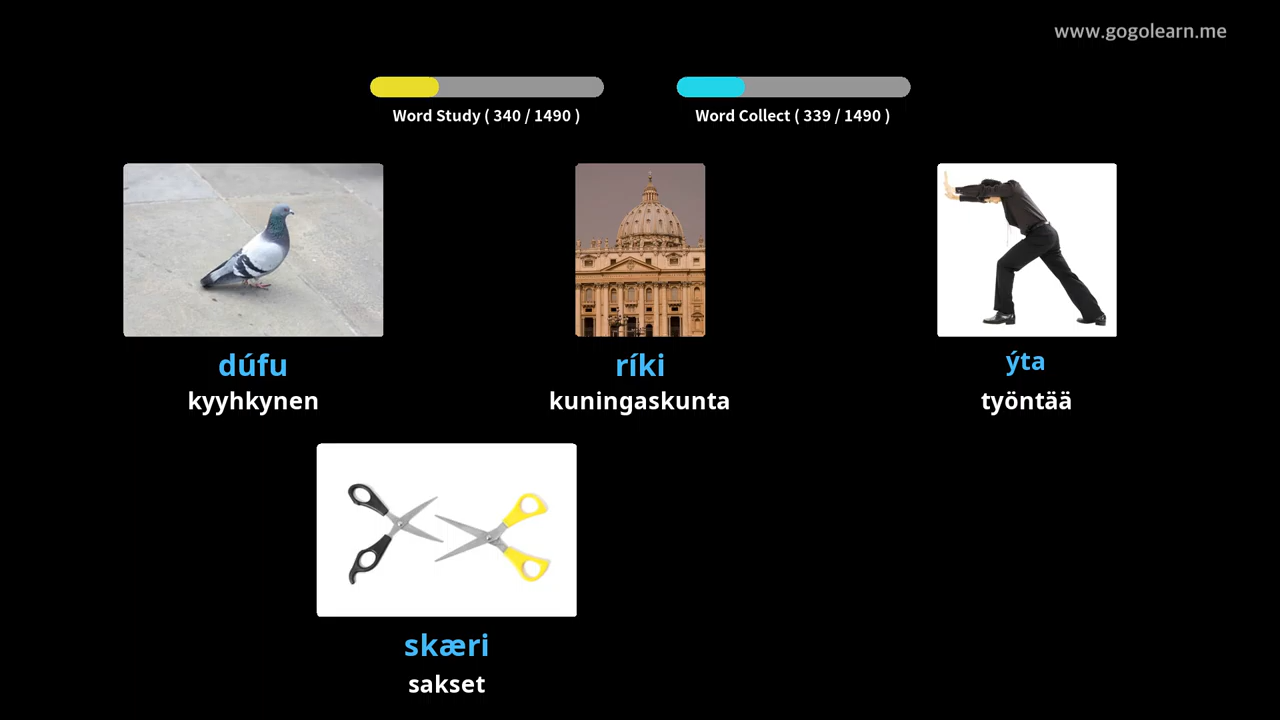 www.gogolearn.me
Word Study ( 340 / 1490 )
Word Collect ( 339 / 1490 )
dúfu
kyyhkynen
ríki
kuningaskunta
ýta
työntää
skæri
sakset